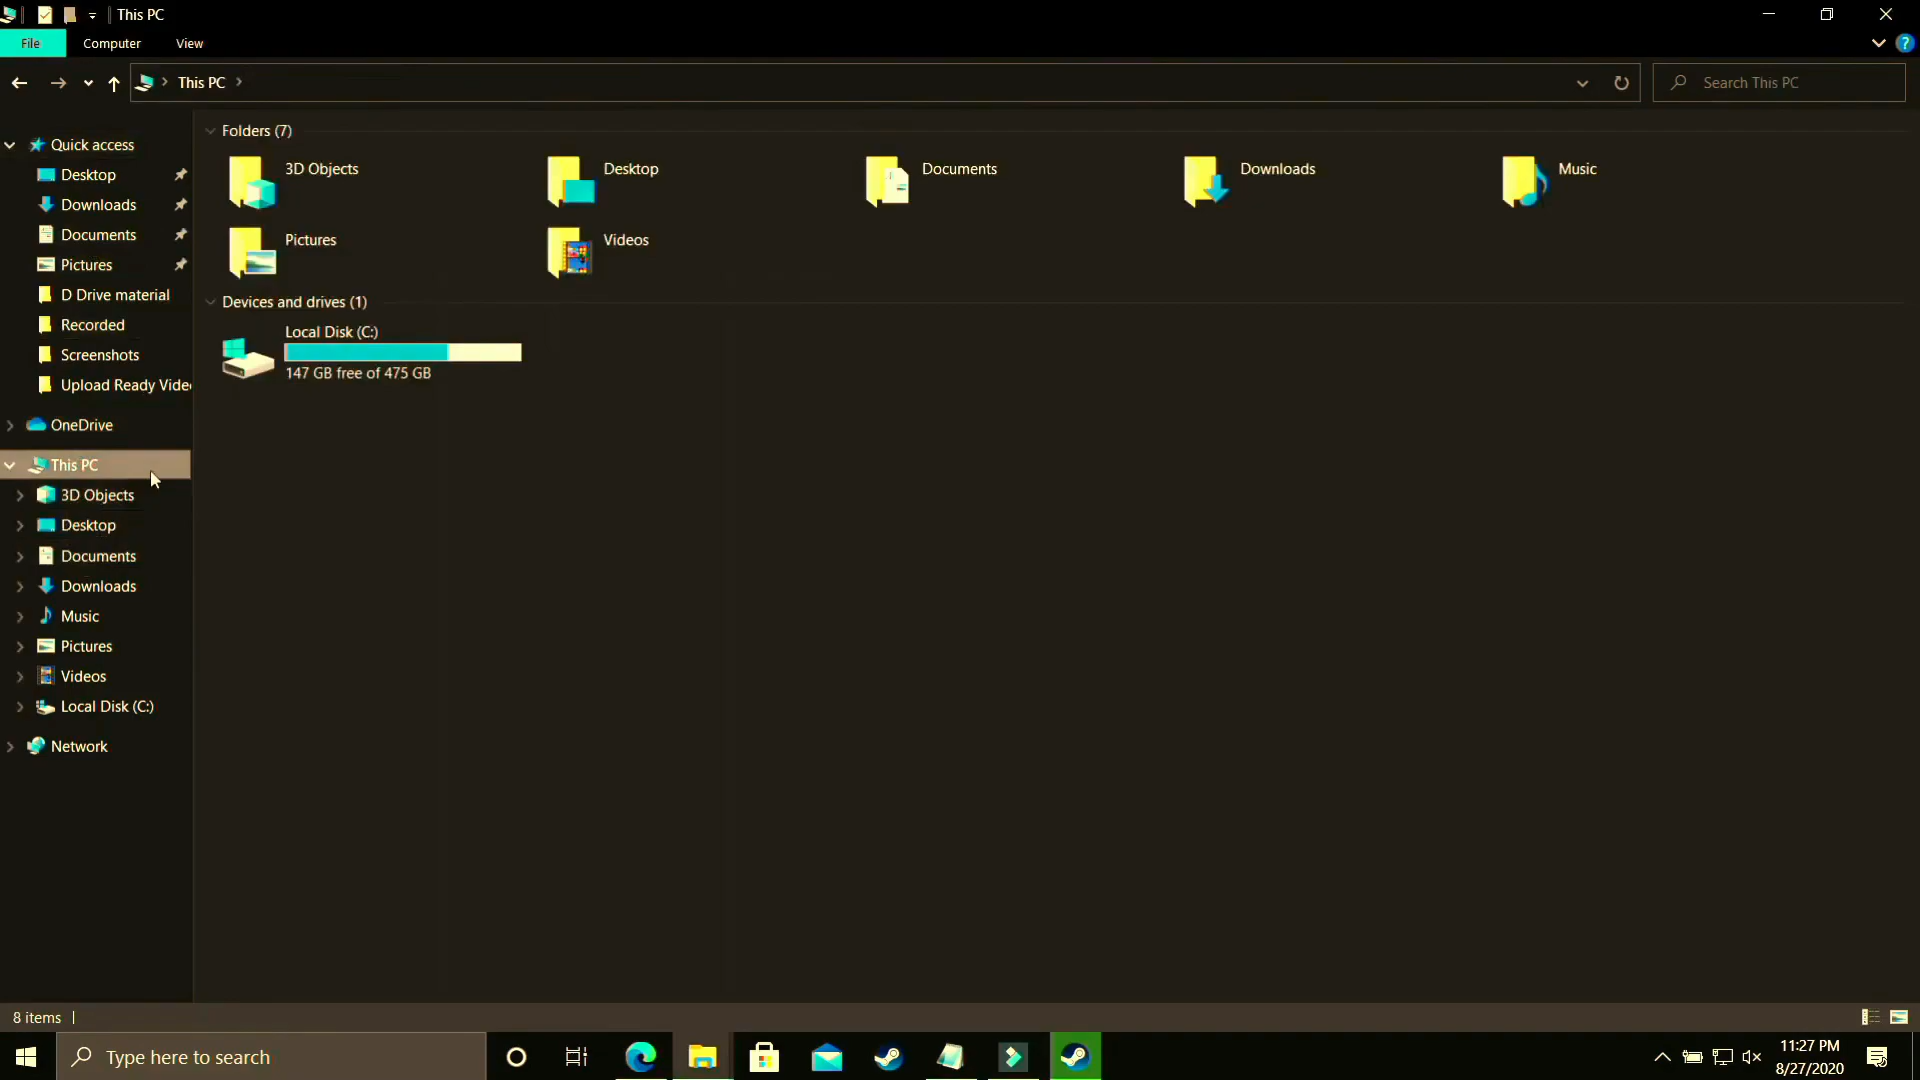 This PC
File Computer View
This PC
Search This PC
Quick access
Desktop
Downloads
Documents
Pictures
D Drive material
Recorded
Screenshots
Upload Ready Vide
OneDrive
This PC
3D Objects
Desktop
Documents
Downloads
Music
Pictures
Videos
Local Disk (C:)
Network
Folders (7)
3D Objects
Desktop
Documents
Downloads
Music
Pictures
Videos
Devices and drives (1)
Local Disk (C:)
147 GB free of 475 GB
8 items
Type here to search
11:27 PM
8/27/2020